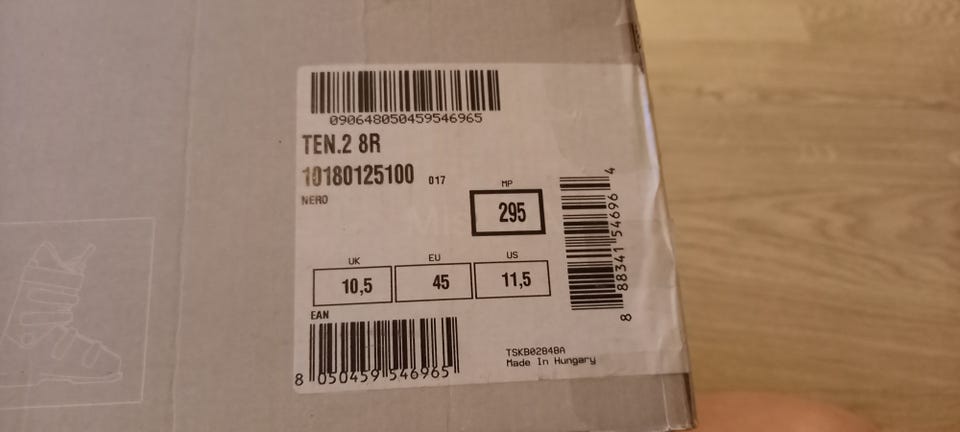 090648050459546965
TEN.2 8R
10180125100 017
NERO
MP
295
UK EU US
10,5 45 11,5
EAN
8 050459 546965
8 88341 54696 4
TSKB02848A
Made In Hungary